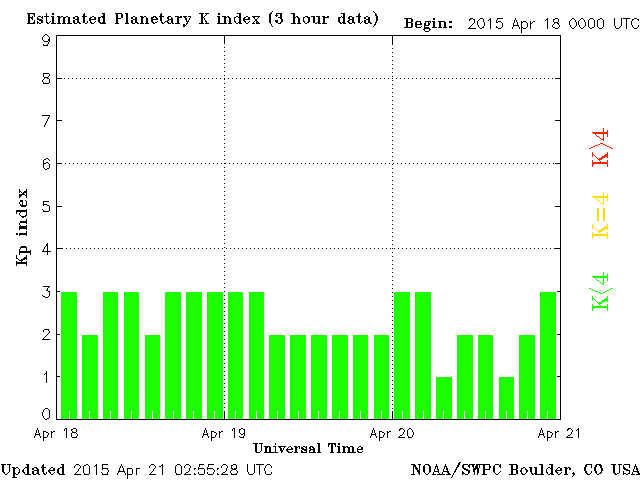 Estimated Planetary K index (3 hour data) Begin: 2015 Apr 18 0000 UTC
9
8
7
6
5
4
3
2
1
0
Kp index
K>4
K=4
K<4
Apr 18 Apr 19 Apr 20 Apr 21
Universal Time
Updated 2015 Apr 21 02:55:28 UTC NOAA/SWPC Boulder, CO USA